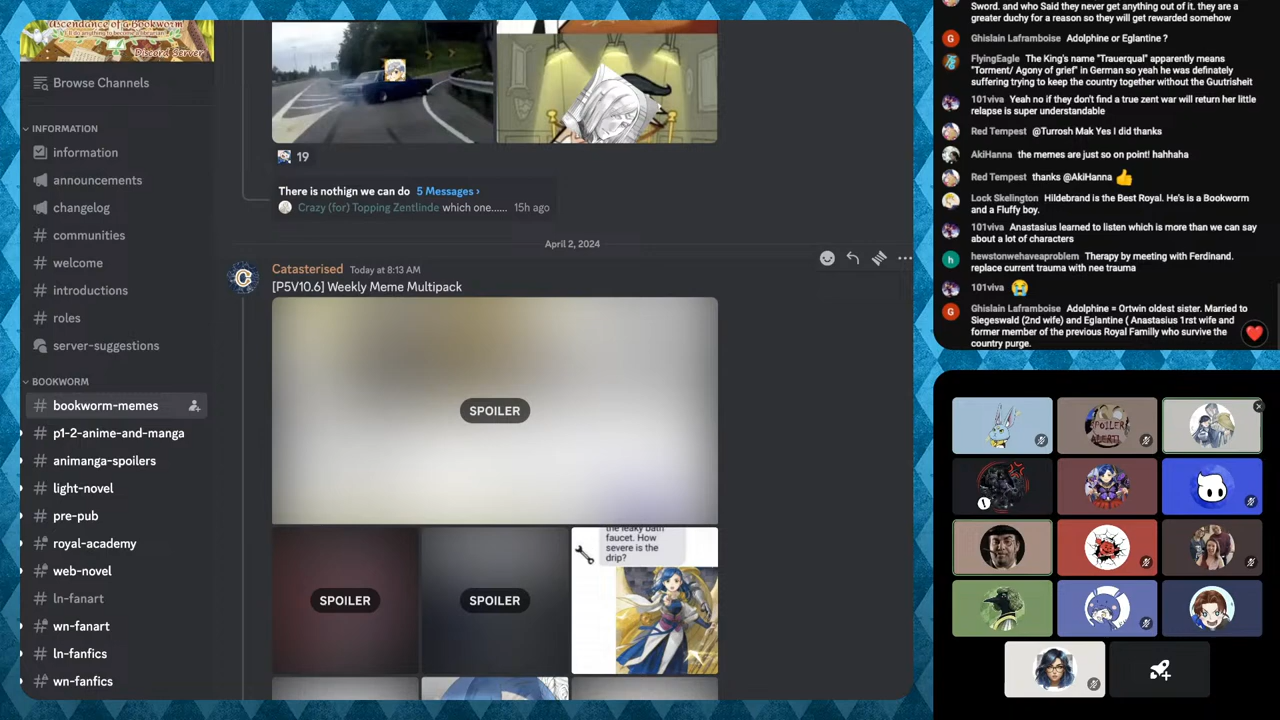 Ascendance of a Bookworm
I'll do anything to become a librarian!
Discord Server
Browse Channels
INFORMATION
information
announcements
changelog
communities
welcome
introductions
roles
server-suggestions
BOOKWORM
bookworm-memes
p1-2-anime-and-manga
animanga-spoilers
light-novel
pre-pub
royal-academy
web-novel
ln-fanart
wn-fanart
ln-fanfics
wn-fanfics
19
There is nothign we can do 5 Messages ›
Crazy (for) Topping Zentlinde which one...... 15h ago
April 2, 2024
Catasterised Today at 8:13 AM
[P5V10.6] Weekly Meme Multipack
SPOILER
SPOILER
SPOILER
the leaky bath
faucet. How
severe is the
drip?
Sword. and who Said they never get anything out of it. they are a
greater duchy for a reason so they will get rewarded somehow
Ghislain Laframboise Adolphine or Eglantine ?
FlyingEagle The King's name "Trauerqual" apparently means
"Torment/ Agony of grief" in German so yeah he was definately
suffering trying to keep the country together without the Guutrisheit
101viva Yeah no if they don't find a true zent war will return her little
relapse is super understandable
Red Tempest @Turrosh Mak Yes I did thanks
AkiHanna the memes are just so on point! hahhaha
Red Tempest thanks @AkiHanna 👍
Lock Skelington Hildebrand is the Best Royal. He's is a Bookworm
and a Fluffy boy.
101viva Anastasius learned to listen which is more than we can say
about a lot of characters
hewstonwehaveaproblem Therapy by meeting with Ferdinand.
replace current trauma with nee trauma
101viva 😭
Ghislain Laframboise Adolphine = Ortwin oldest sister. Married to
Siegeswald (2nd wife) and Eglantine ( Anastasius 1rst wife and
former member of the previous Royal Familly who survive the
country purge.
SPOILER
ALERT!